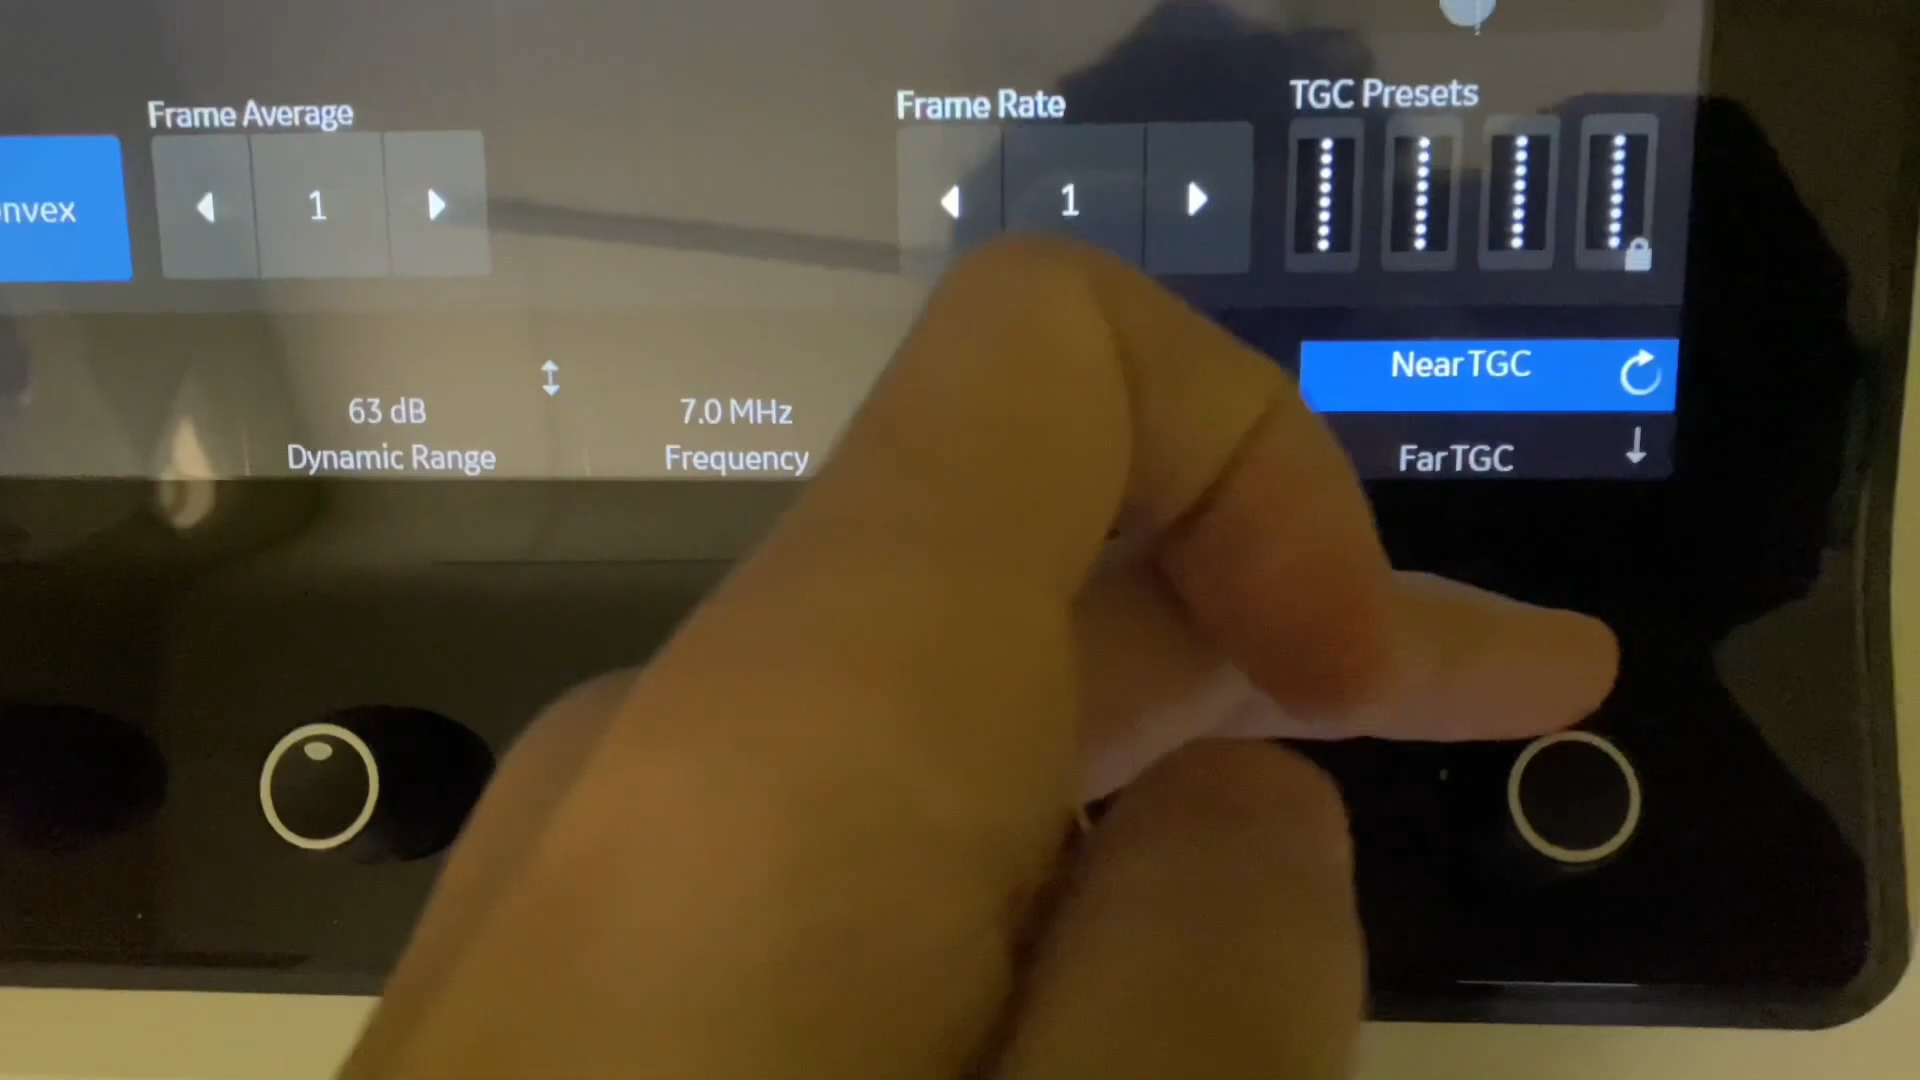 Frame Average
Frame Rate
TGC Presets
nvex
1
1
Near TGC
63 dB
7.0 MHz
Dynamic Range
Frequency
Far TGC